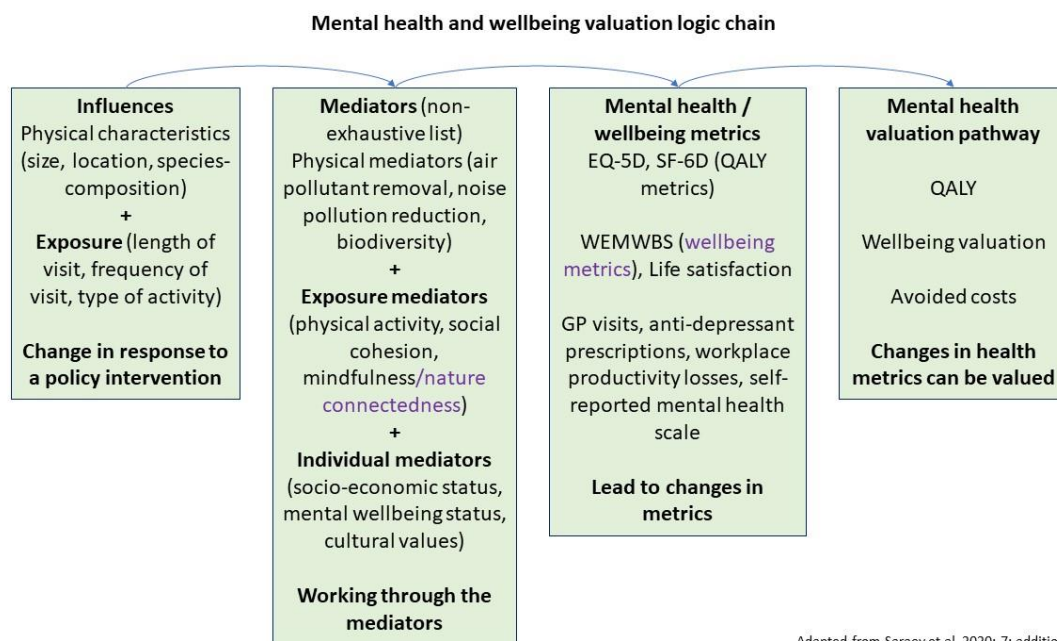 Mental health and wellbeing valuation logic chain
Influences
Physical characteristics
(size, location, species-
composition)
+
Exposure (length of
visit, frequency of
visit, type of activity)
Change in response to
a policy intervention
Mediators (non-
exhaustive list)
Physical mediators (air
pollutant removal, noise
pollution reduction,
biodiversity)
+
Exposure mediators
(physical activity, social
cohesion,
mindfulness/nature
connectedness)
+
Individual mediators
(socio-economic status,
mental wellbeing status,
cultural values)
Working through the
mediators
Mental health /
wellbeing metrics
EQ-5D, SF-6D (QALY
metrics)
WEMWBS (wellbeing
metrics), Life satisfaction
GP visits, anti-depressant
prescriptions, workplace
productivity losses, self-
reported mental health
scale
Lead to changes in
metrics
Mental health
valuation pathway
QALY
Wellbeing valuation
Avoided costs
Changes in health
metrics can be valued
Adapted from et al. 2020: 7;